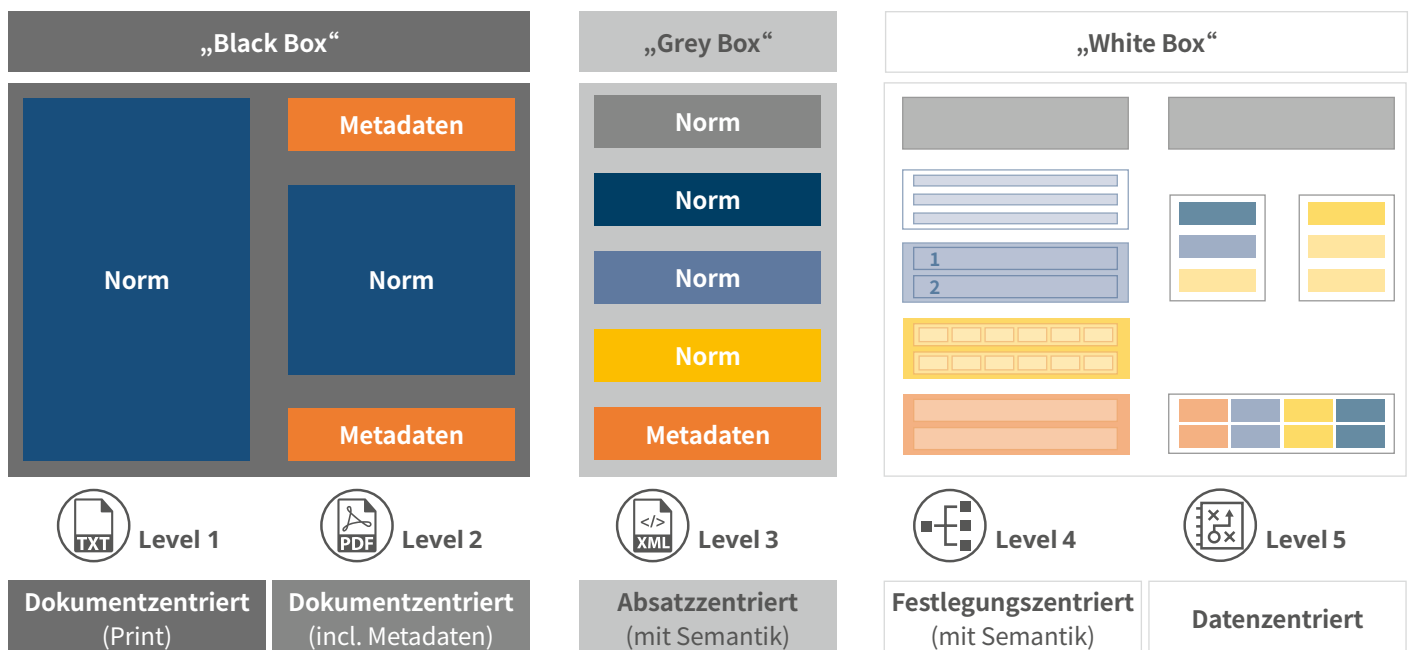 „Black Box“
„Grey Box“
„White Box“
Norm
Metadaten
Norm
Metadaten
Norm
Norm
Norm
Norm
Metadaten
1
2
TXT
Level 1
PDF
Level 2
</>
XML
Level 3
Level 4
Level 5
Dokumentzentriert
(Print)
Dokumentzentriert
(incl. Metadaten)
Absatzzentriert
(mit Semantik)
Festlegungszentriert
(mit Semantik)
Datenzentriert